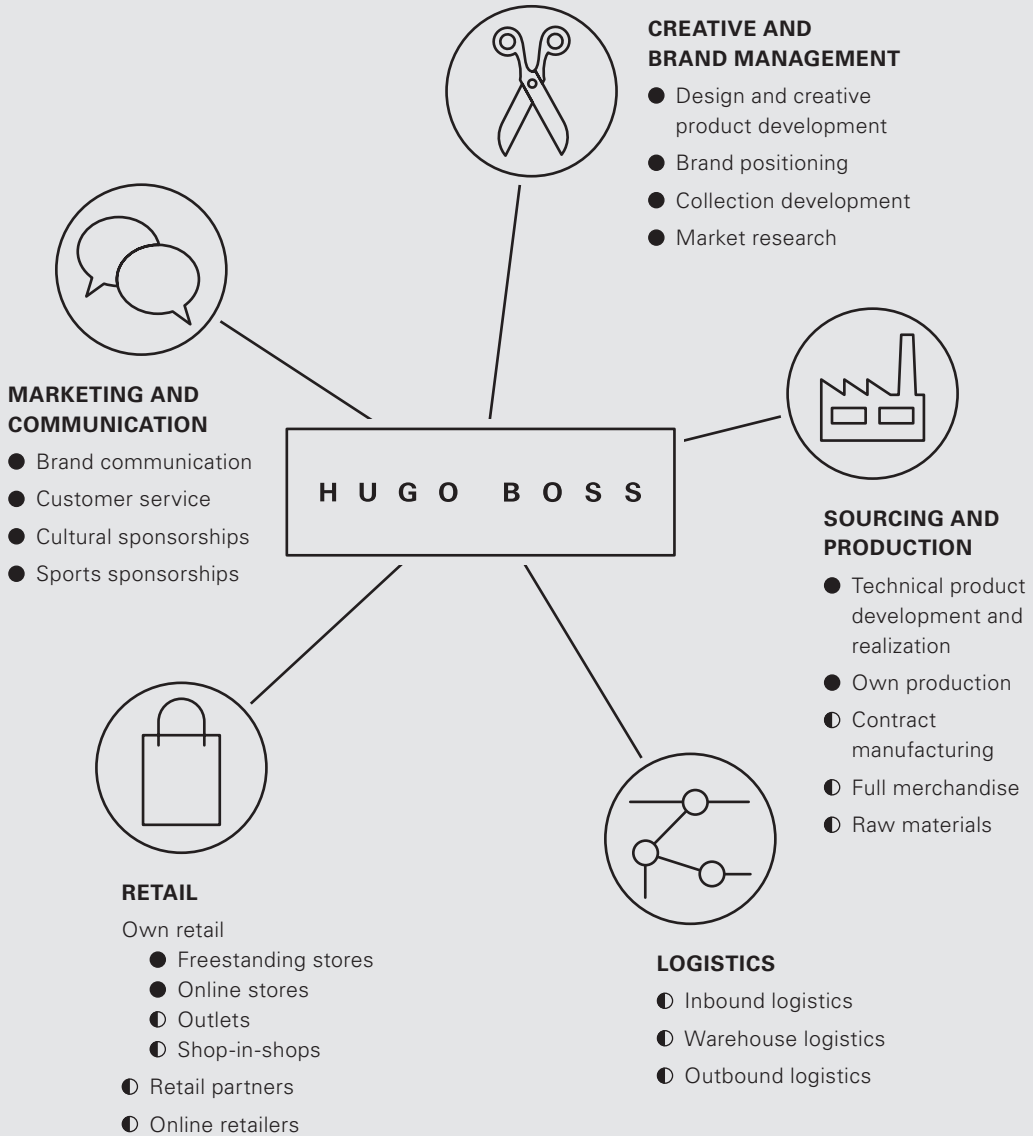 CREATIVE AND
BRAND MANAGEMENT
● Design and creative
product development
● Brand positioning
● Collection development
● Market research
MARKETING AND
COMMUNICATION
● Brand communication
● Customer service
● Cultural sponsorships
● Sports sponsorships
HUGO BOSS
SOURCING AND
PRODUCTION
● Technical product
development and
realization
● Own production
◐ Contract
manufacturing
◐ Full merchandise
◐ Raw materials
RETAIL
Own retail
● Freestanding stores
● Online stores
◐ Outlets
◐ Shop-in-shops
◐ Retail partners
◐ Online retailers
LOGISTICS
◐ Inbound logistics
◐ Warehouse logistics
◐ Outbound logistics